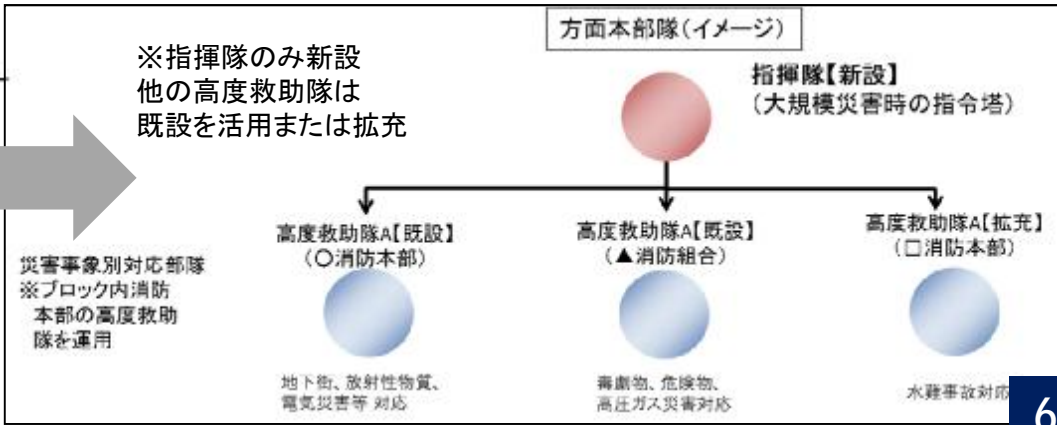 方面本部隊(イメージ)
※指揮隊のみ新設
他の高度救助隊は
既設を活用または拡充
指揮隊【新設】
(大規模災害時の指令塔)
高度救助隊A【既設】
(○消防本部)
高度救助隊A【既設】
(▲消防組合)
高度救助隊A【拡充】
(□消防本部)
災害事象別対応部隊
※ブロック内消防
本部の高度救助
隊を運用
地下街、放射性物質、
電気災害等 対応
毒劇物、危険物、
高圧ガス災害対応
水難事故対応
6